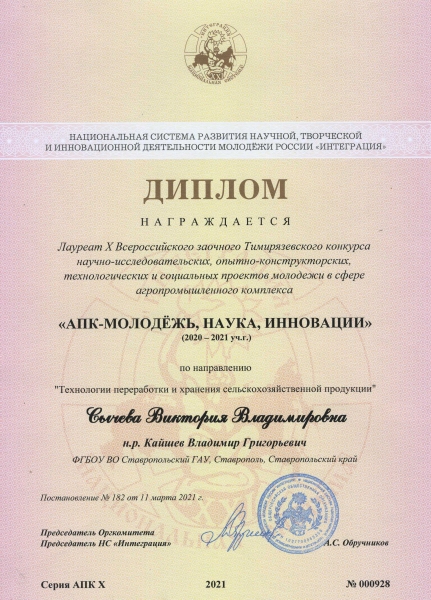 ИНТЕГРАЦИЯ
XXI
НАЦИОНАЛЬНАЯ СИСТЕМА РАЗВИТИЯ НАУЧНОЙ, ТВОРЧЕСКОЙ
И ИННОВАЦИОННОЙ ДЕЯТЕЛЬНОСТИ МОЛОДЁЖИ РОССИИ «ИНТЕГРАЦИЯ»
ДИПЛОМ
НАГРАЖДАЕТСЯ
Лауреат X Всероссийского заочного Тимирязевского конкурса
научно-исследовательских, опытно-конструкторских,
технологических и социальных проектов молодежи в сфере
агропромышленного комплекса
«АПК-МОЛОДЁЖЬ, НАУКА, ИННОВАЦИИ»
(2020 – 2021 уч.г.)
по направлению
"Технологии переработки и хранения сельскохозяйственной продукции"
Сычева Виктория Владимировна
н.р. Кайшев Владимир Григорьевич
ФГБОУ ВО Ставропольский ГАУ, Ставрополь, Ставропольский край
Постановление № 182 от 11 марта 2021 г.
Председатель Оргкомитета
Председатель НС «Интеграция»
А.С. Обручников
Серия АПК X
2021
№ 000928